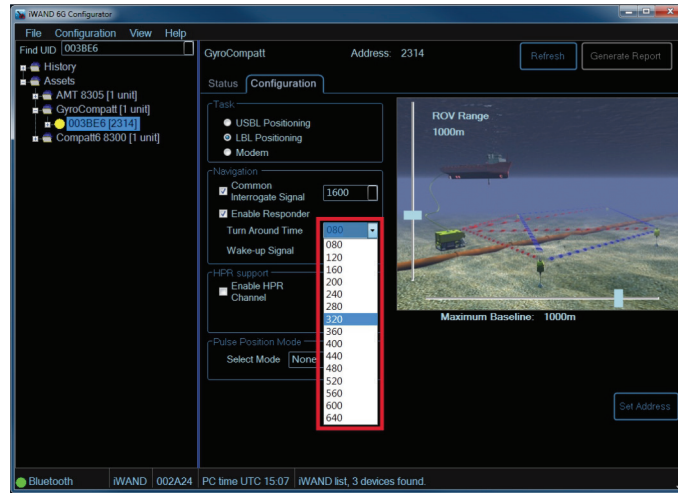 iWAND 6G Configurator
File Configuration View Help
Find UID 003BE6
History
Assets
AMT 8305 [1 unit]
GyroCompatt [1 unit]
003BE6 [2314]
Compatt6 8300 [1 unit]
GyroCompatt Address: 2314 Refresh Generate Report
Status Configuration
Task
USBL Positioning
LBL Positioning
Modem
Navigation
Common
Interrogate Signal 1600
Enable Responder
Turn Around Time 080
Wake-up Signal
080
120
160
200
240
280
320
360
400
440
480
520
560
600
640
HPR support
Enable HPR
Channel
Pulse Position Mode
Select Mode None
ROV Range
1000m
Maximum Baseline: 1000m
Set Address
Bluetooth iWAND 002A24 PC time UTC 15:07 iWAND list, 3 devices found.